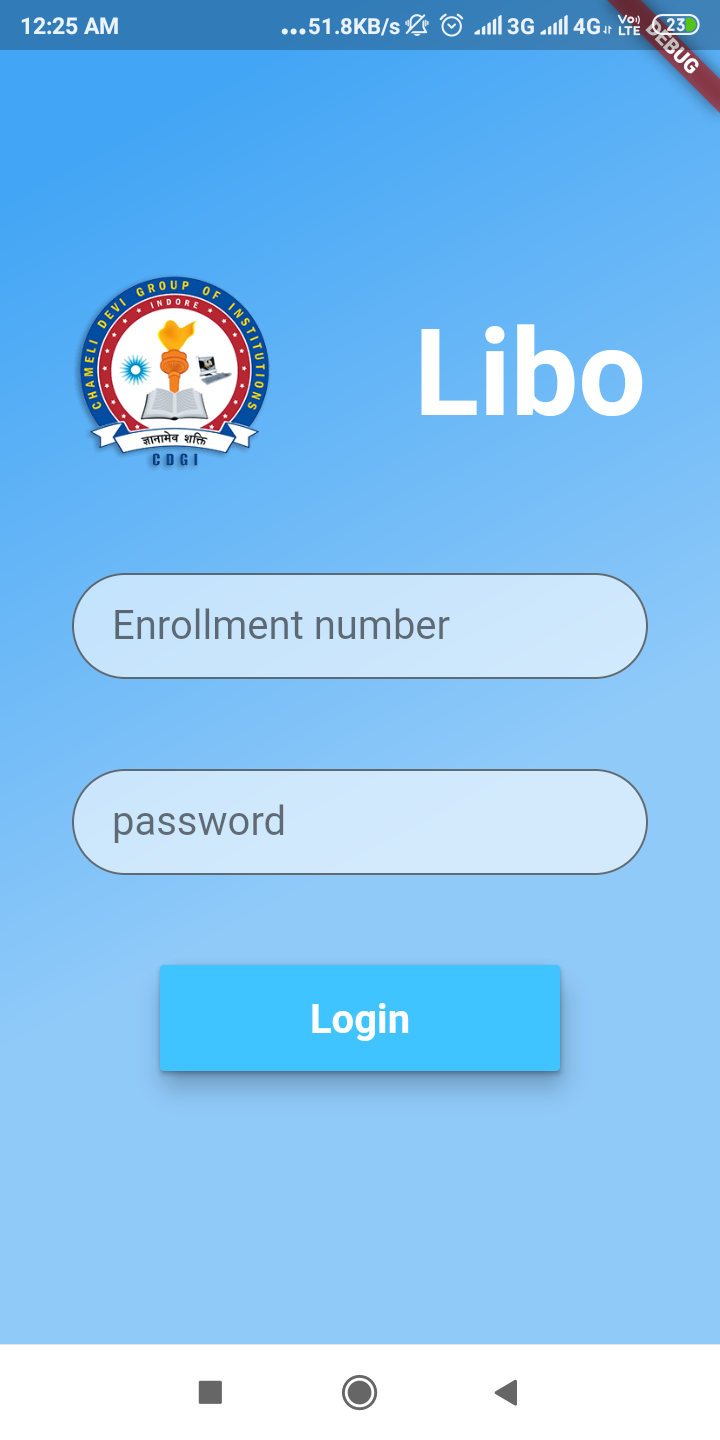 12:25 AM ...51.8KB/s 3G 4G Vo) LTE 23
DEBUG
CHAMELI DEVI GROUP OF INSTITUTIONS
INDORE
ज्ञानामेव शक्ति
CDGI
Libo
Enrollment number
password
Login